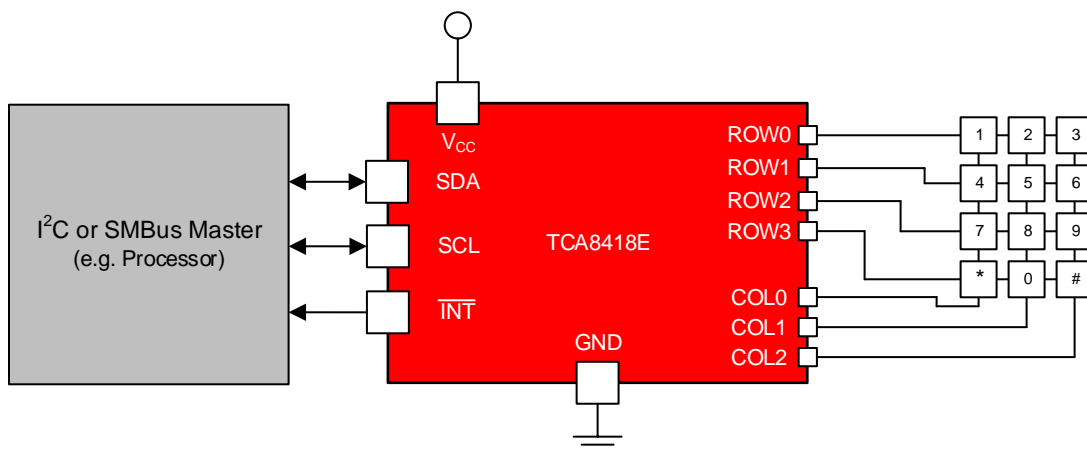 I²C or SMBus Master
(e.g. Processor)
V_CC
SDA
SCL
INT
TCA8418E
GND
ROW0
ROW1
ROW2
ROW3
COL0
COL1
COL2
1 2 3
4 5 6
7 8 9
* 0 #